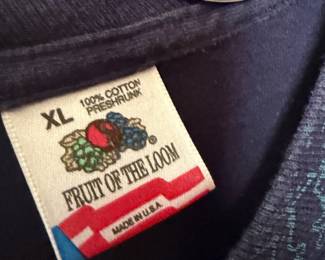 XL
100% COTTON
PRESHRUNK
FRUIT OF THE LOOM
MADE IN U.S.A.